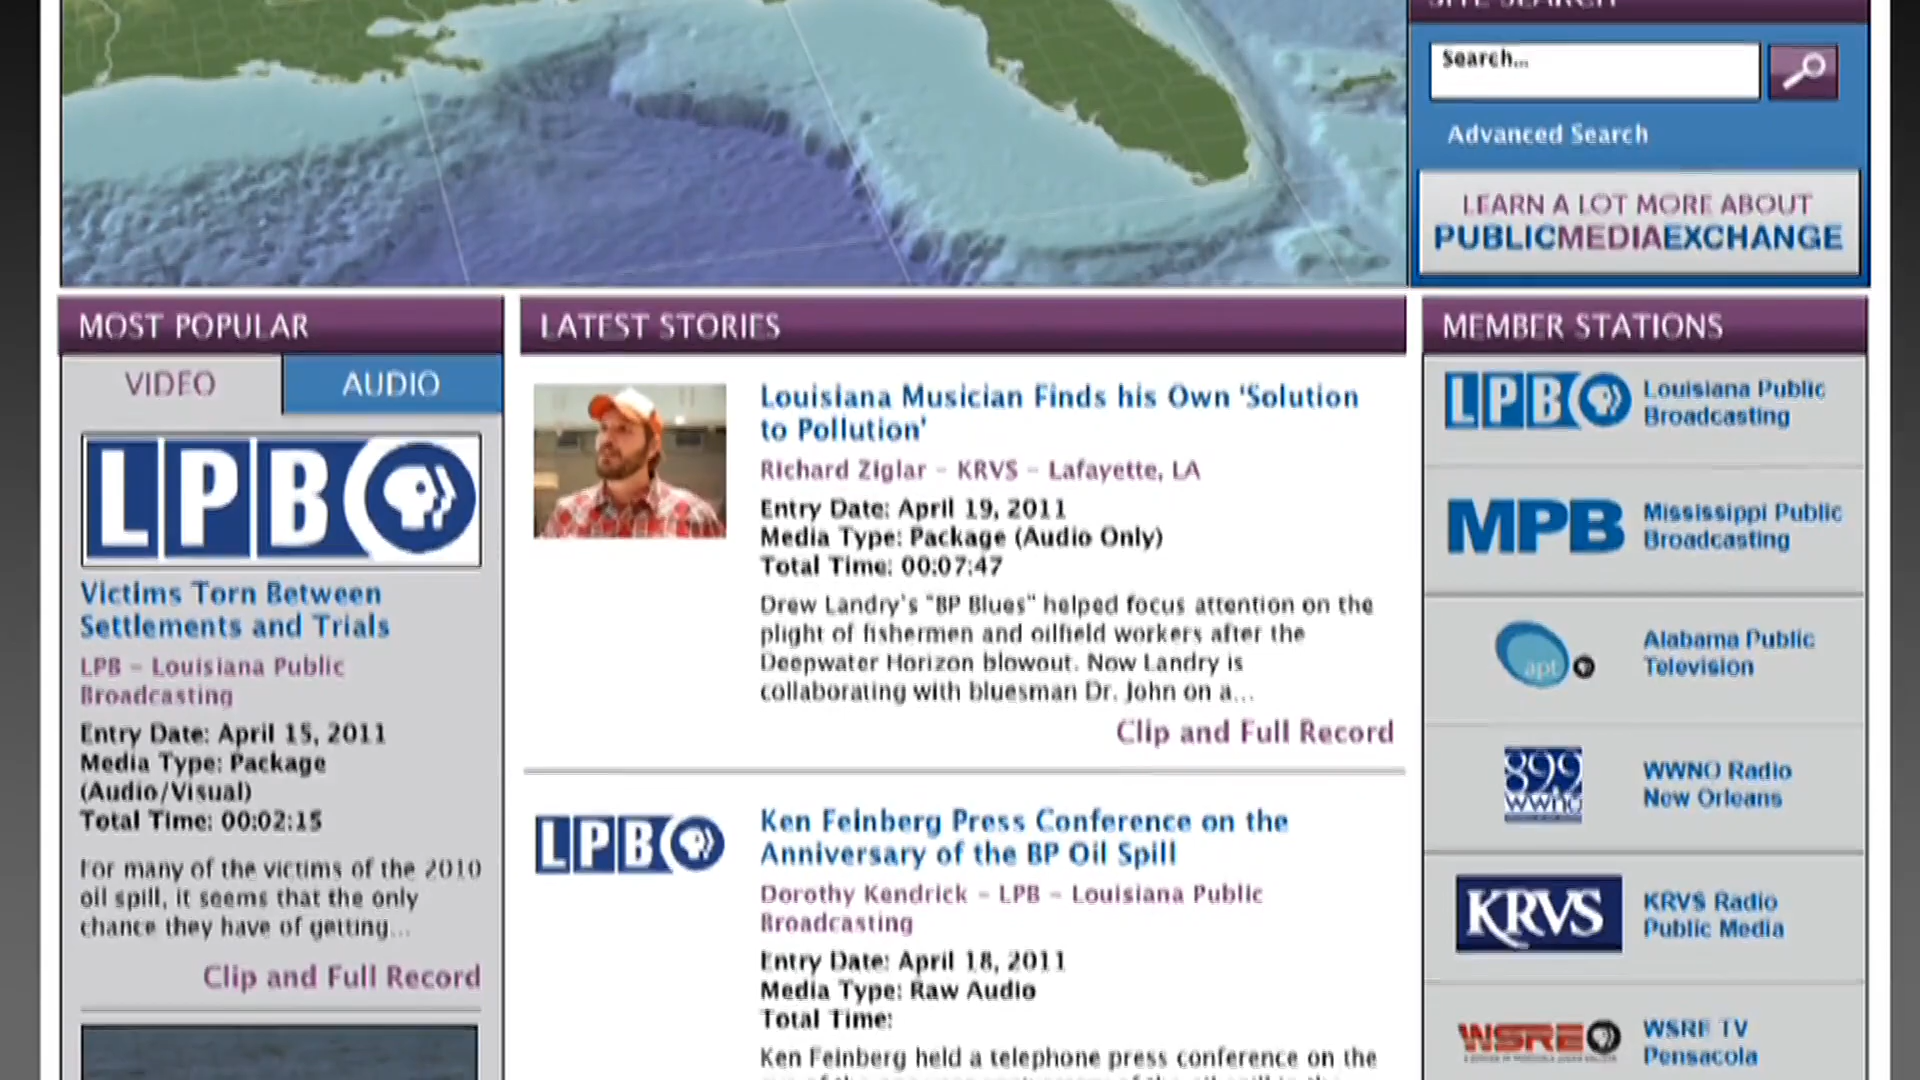 SITE SEARCH
Search...
Advanced Search
LEARN A LOT MORE ABOUT
PUBLICMEDIAEXCHANGE
MOST POPULAR
VIDEO
AUDIO
LPB
Victims Torn Between
Settlements and Trials
LPB – Louisiana Public
Broadcasting
Entry Date: April 15, 2011
Media Type: Package
(Audio/Visual)
Total Time: 00:02:15
For many of the victims of the 2010
oil spill, it seems that the only
chance they have of getting...
Clip and Full Record
LATEST STORIES
Louisiana Musician Finds his Own 'Solution
to Pollution'
Richard Ziglar – KRVS – Lafayette, LA
Entry Date: April 19, 2011
Media Type: Package (Audio Only)
Total Time: 00:07:47
Drew Landry's "BP Blues" helped focus attention on the
plight of fishermen and oilfield workers after the
Deepwater Horizon blowout. Now Landry is
collaborating with bluesman Dr. John on a...
Clip and Full Record
LPB
Ken Feinberg Press Conference on the
Anniversary of the BP Oil Spill
Dorothy Kendrick – LPB – Louisiana Public
Broadcasting
Entry Date: April 18, 2011
Media Type: Raw Audio
Total Time:
Ken Feinberg held a telephone press conference on the
MEMBER STATIONS
LPB
Louisiana Public
Broadcasting
MPB
Mississippi Public
Broadcasting
apt
Alabama Public
Television
89.9
WWNO
WWNO Radio
New Orleans
KRVS
KRVS Radio
Public Media
WSRE
WSRE TV
Pensacola